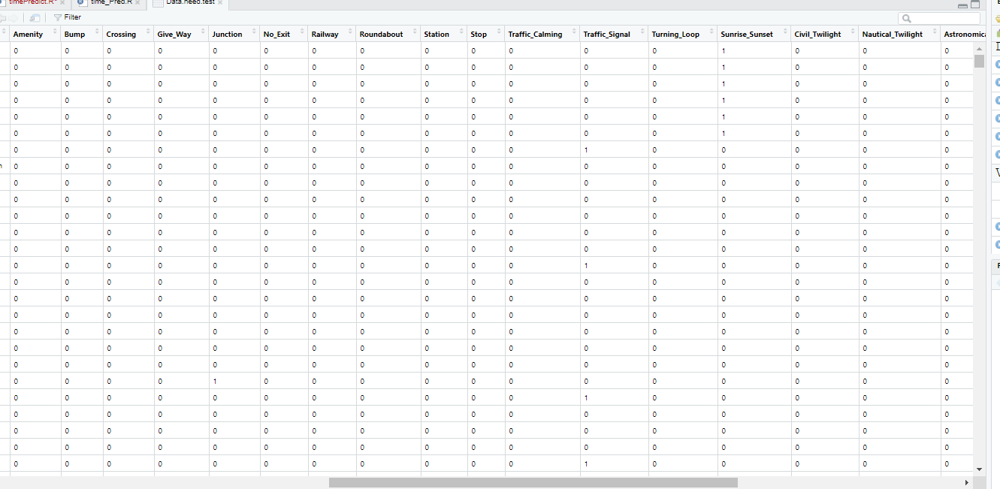 timePredict.R* time_Pred.R Data.need.test
Filter
Amenity Bump Crossing Give_Way Junction No_Exit Railway Roundabout Station Stop Traffic_Calming Traffic_Signal Turning_Loop Sunrise_Sunset Civil_Twilight Nautical_Twilight Astronomica
0 0 0 0 0 0 0 0 0 0 0 0 0 1 0 0 0
0 0 0 0 0 0 0 0 0 0 0 0 0 1 0 0 0
0 0 0 0 0 0 0 0 0 0 0 0 0 1 0 0 0
0 0 0 0 0 0 0 0 0 0 0 0 0 1 0 0 0
0 0 0 0 0 0 0 0 0 0 0 0 0 1 0 0 0
0 0 0 0 0 0 0 0 0 0 0 0 0 1 0 0 0
0 0 0 0 0 0 0 0 0 0 0 1 0 0 0 0 0
0 0 0 0 0 0 0 0 0 0 0 0 0 0 0 0 0
0 0 0 0 0 0 0 0 0 0 0 0 0 0 0 0 0
0 0 0 0 0 0 0 0 0 0 0 0 0 0 0 0 0
0 0 0 0 0 0 0 0 0 0 0 0 0 0 0 0 0
0 0 0 0 0 0 0 0 0 0 0 0 0 0 0 0 0
0 0 0 0 0 0 0 0 0 0 0 0 0 0 0 0 0
0 0 0 0 0 0 0 0 0 0 0 1 0 0 0 0 0
0 0 0 0 0 0 0 0 0 0 0 0 0 0 0 0 0
0 0 0 0 0 0 0 0 0 0 0 0 0 0 0 0 0
0 0 0 0 0 0 0 0 0 0 0 0 0 0 0 0 0
0 0 0 0 0 0 0 0 0 0 0 0 0 0 0 0 0
0 0 0 0 0 0 0 0 0 0 0 0 0 0 0 0 0
0 0 0 0 0 0 0 0 0 0 0 0 0 0 0 0 0
0 0 0 0 1 0 0 0 0 0 0 0 0 0 0 0 0
0 0 0 0 0 0 0 0 0 0 0 1 0 0 0 0 0
0 0 0 0 0 0 0 0 0 0 0 0 0 0 0 0 0
0 0 0 0 0 0 0 0 0 0 0 0 0 0 0 0 0
0 0 0 0 0 0 0 0 0 0 0 0 0 0 0 0 0
0 0 0 0 0 0 0 0 0 0 0 1 0 0 0 0 0